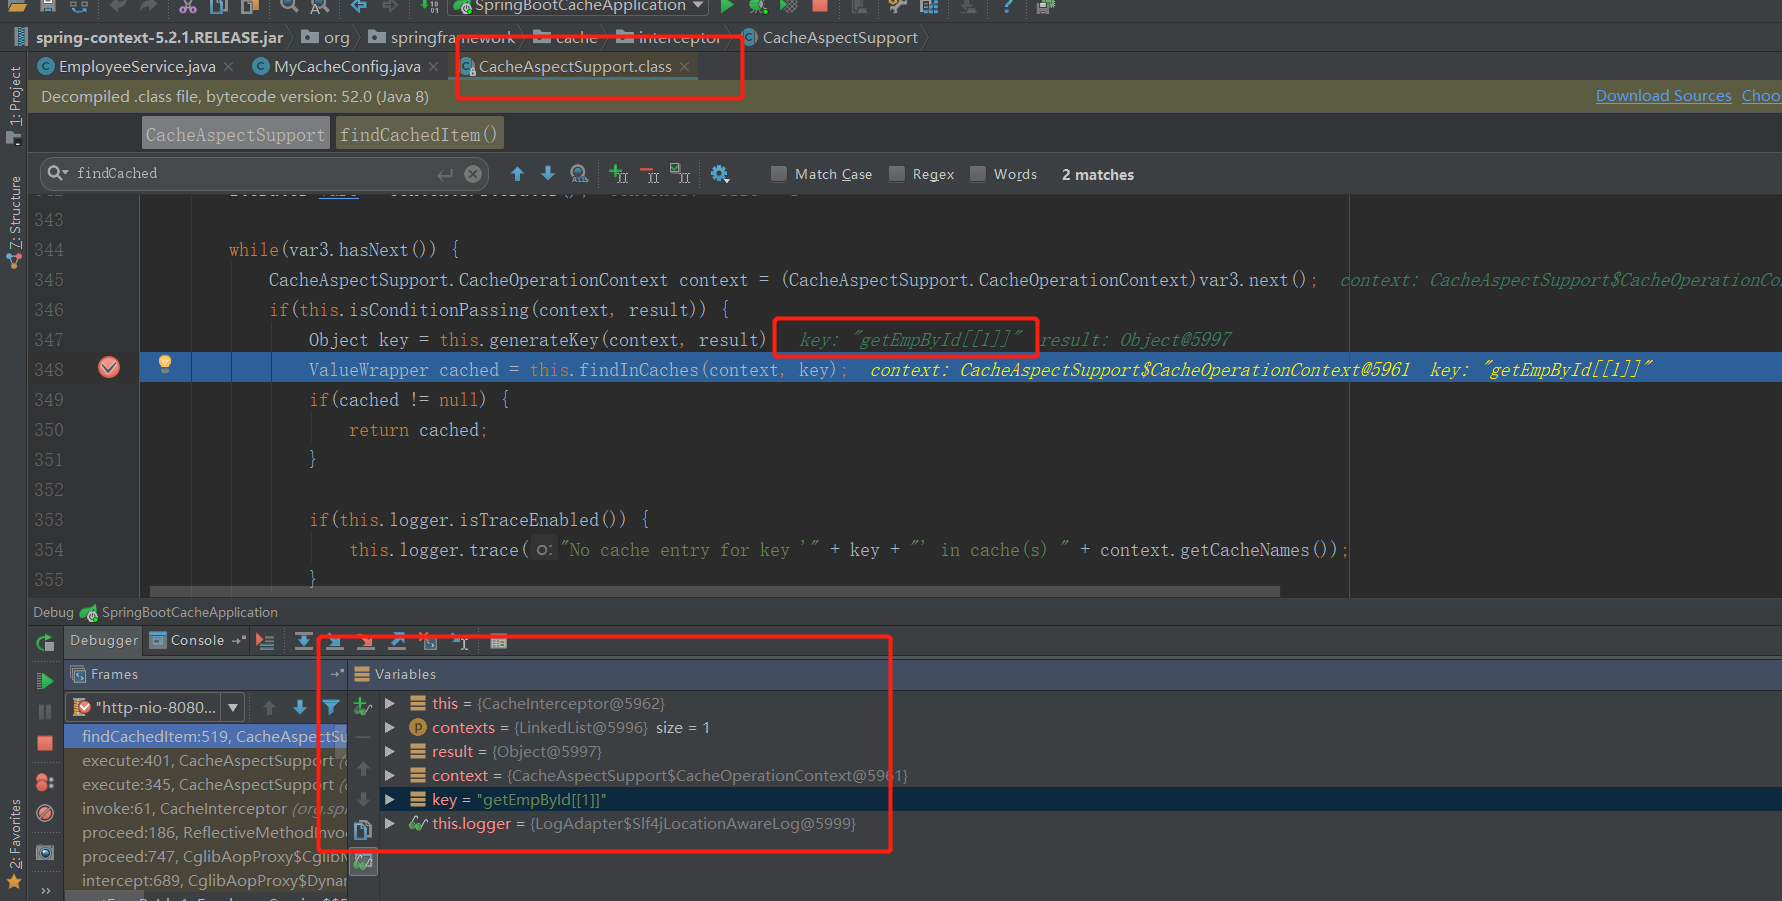 SpringBootCacheApplication
spring-context-5.2.1.RELEASE.jar org springframework cache interceptor CacheAspectSupport
EmployeeService.java MyCacheConfig.java CacheAspectSupport.class
Decompiled .class file, bytecode version: 52.0 (Java 8) Download Sources Choo
CacheAspectSupport findCachedItem()
findCached Match Case Regex Words 2 matches
1: Project
7: Structure
2: Favorites
343
344 while(var3.hasNext()) {
345 CacheAspectSupport.CacheOperationContext context = (CacheAspectSupport.CacheOperationContext)var3.next(); context: CacheAspectSupport$CacheOperationCo
346 if(this.isConditionPassing(context, result)) {
347 Object key = this.generateKey(context, result) key: "getEmpById[[1]]" result: Object@5997
348 ValueWrapper cached = this.findInCaches(context, key); context: CacheAspectSupport$CacheOperationContext@5961 key: "getEmpById[[1]]"
349 if(cached != null) {
350 return cached;
351 }
352
353 if(this.logger.isTraceEnabled()) {
354 this.logger.trace( o: "No cache entry for key '" + key + "' in cache(s) " + context.getCacheNames());
355 }
Debug SpringBootCacheApplication
Debugger Console
Frames
"http-nio-8080...
findCachedItem:519, CacheAspectSu
execute:401, CacheAspectSupport (
execute:345, CacheAspectSupport (
invoke:61, CacheInterceptor (org.sp
proceed:186, ReflectiveMethodInvo
proceed:747, CglibAopProxy$Cglib
intercept:689, CglibAopProxy$Dynar
Variables
this = {CacheInterceptor@5962}
contexts = {LinkedList@5996} size = 1
result = {Object@5997}
context = {CacheAspectSupport$CacheOperationContext@5961}
key = "getEmpById[[1]]"
this.logger = {LogAdapter$Slf4jLocationAwareLog@5999}